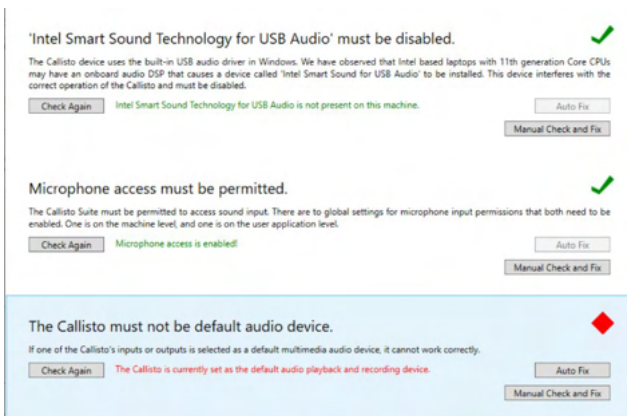 'Intel Smart Sound Technology for USB Audio' must be disabled.
The Callisto device uses the built-in USB audio driver in Windows. We have observed that Intel based laptops with 11th generation Core CPUs
may have an onboard audio DSP that causes a device called 'Intel Smart Sound for USB Audio' to be installed. This device interferes with the
correct operation of the Callisto and must be disabled.
Check Again
Intel Smart Sound Technology for USB Audio is not present on this machine.
Auto Fix
Manual Check and Fix
Microphone access must be permitted.
The Callisto Suite must be permitted to access sound input. There are to global settings for microphone input permissions that both need to be
enabled. One is on the machine level, and one is on the user application level.
Check Again
Microphone access is enabled!
Auto Fix
Manual Check and Fix
The Callisto must not be default audio device.
If one of the Callisto's inputs or outputs is selected as a default multimedia audio device, it cannot work correctly.
Check Again
The Callisto is currently set as the default audio playback and recording device.
Auto Fix
Manual Check and Fix